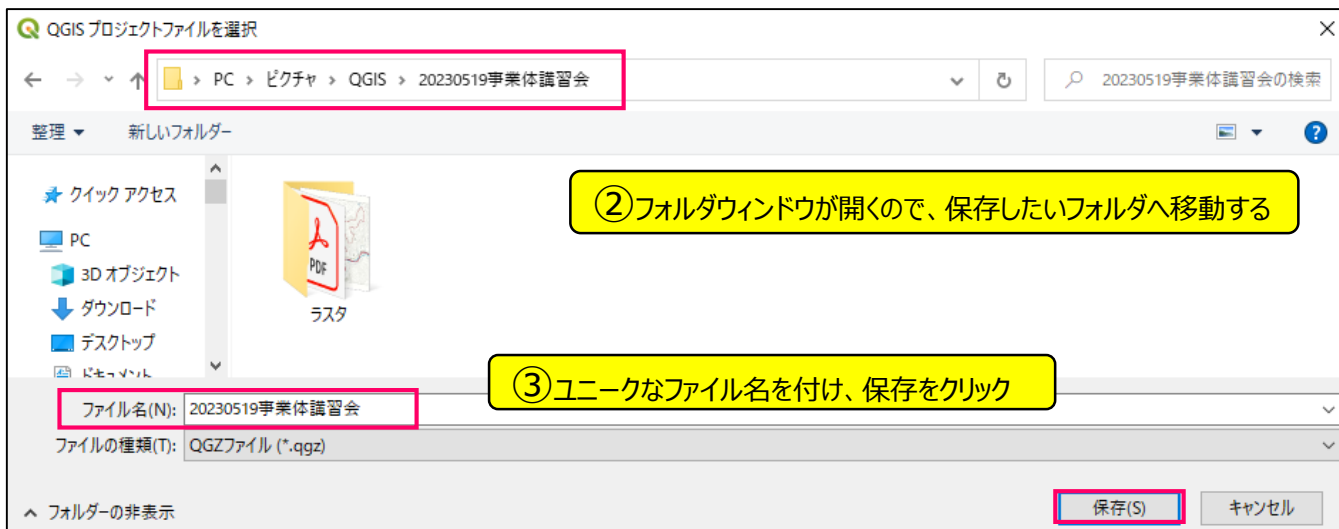 QGIS プロジェクトファイルを選択
> PC > ピクチャ > QGIS > 20230519事業体講習会
20230519事業体講習会の検索
整理
新しいフォルダー
クイック アクセス
PC
3D オブジェクト
ダウンロード
デスクトップ
ドキュメント
PDF
ラスタ
②フォルダウィンドウが開くので、保存したいフォルダへ移動する
③ユニークなファイル名を付け、保存をクリック
ファイル名(N): 20230519事業体講習会
ファイルの種類(T): QGZファイル (*.qgz)
フォルダーの非表示
保存(S)
キャンセル